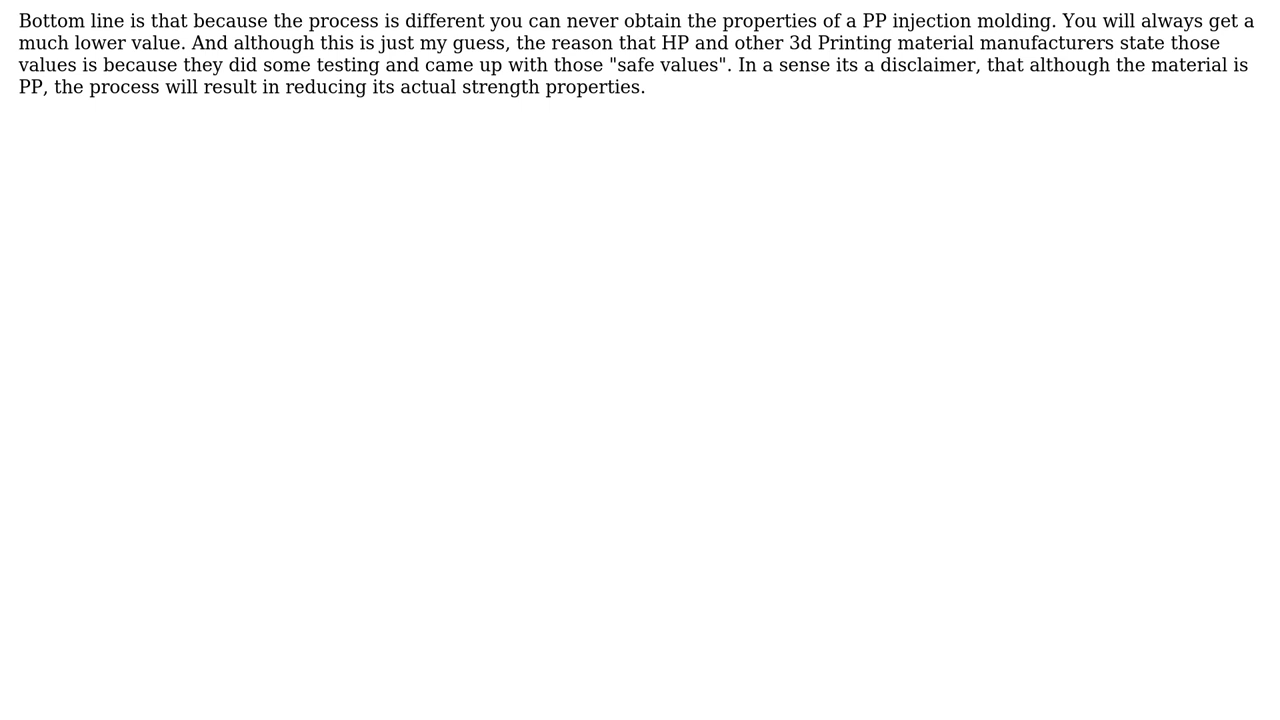 Bottom line is that because the process is different you can never obtain the properties of a PP injection molding. You will always get a
much lower value. And although this is just my guess, the reason that HP and other 3d Printing material manufacturers state those
values is because they did some testing and came up with those "safe values". In a sense its a disclaimer, that although the material is
PP, the process will result in reducing its actual strength properties.